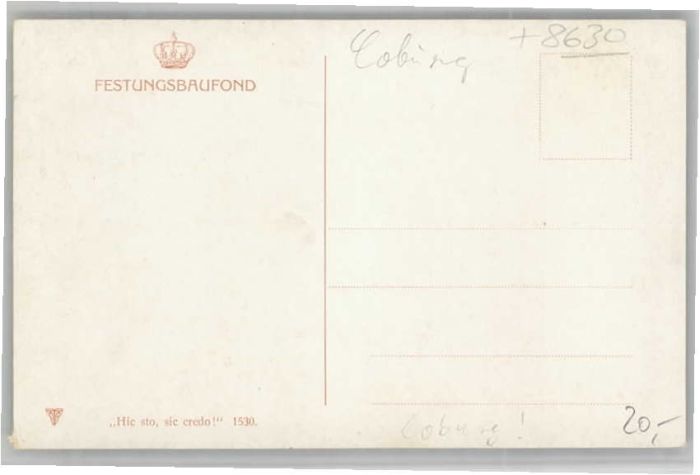 Coburg
+8630
FESTUNGSBAUFOND
„Hic sto, sic credo!“ 1530.
Coburg!
20,-